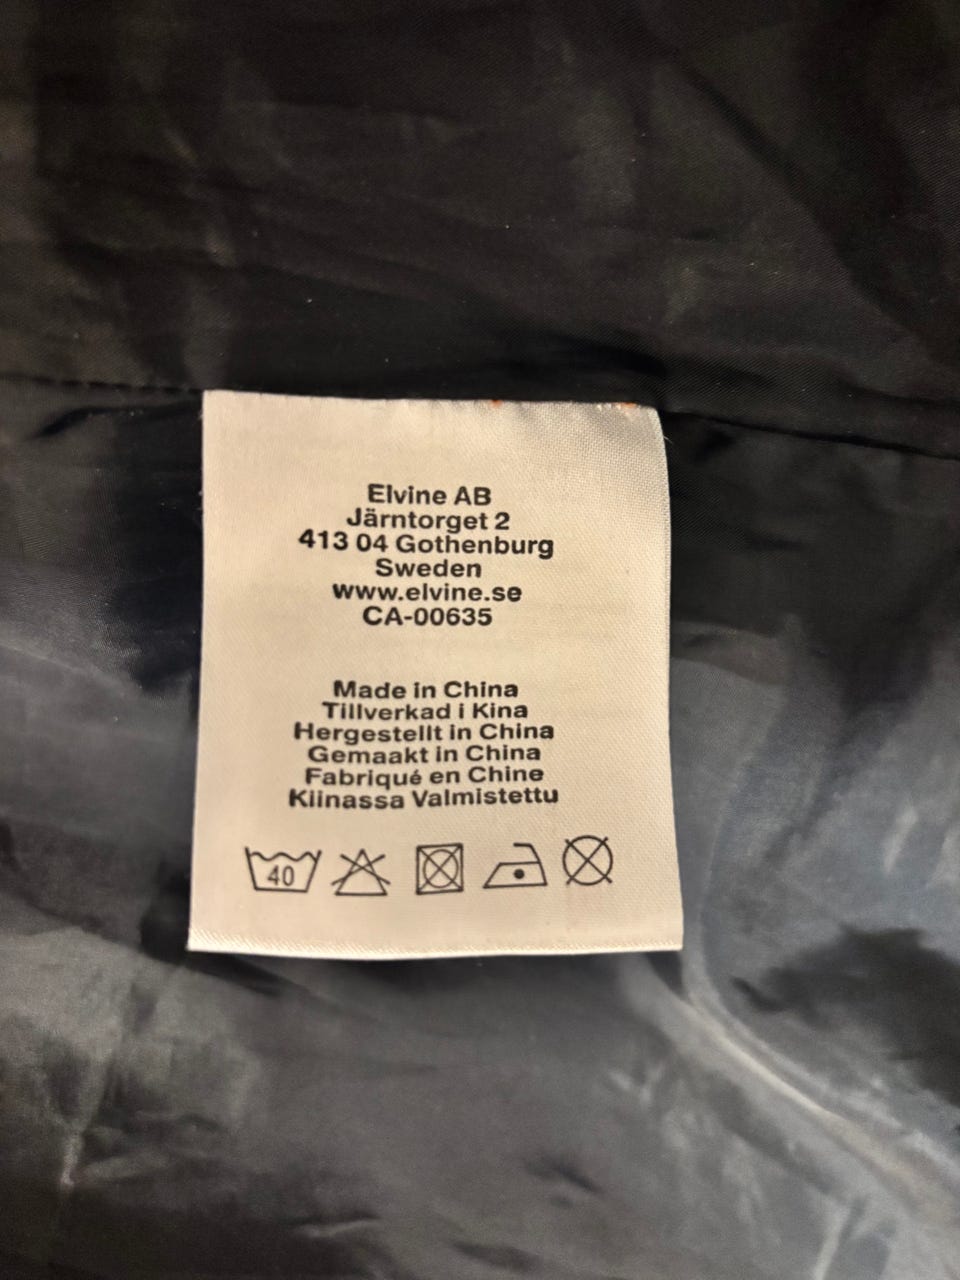 Elvine AB
Järntorget 2
413 04 Gothenburg
Sweden
www.elvine.se
CA-00635
Made in China
Tillverkad i Kina
Hergestellt in China
Gemaakt in China
Fabriqué en Chine
Kiinassa Valmistettu
40